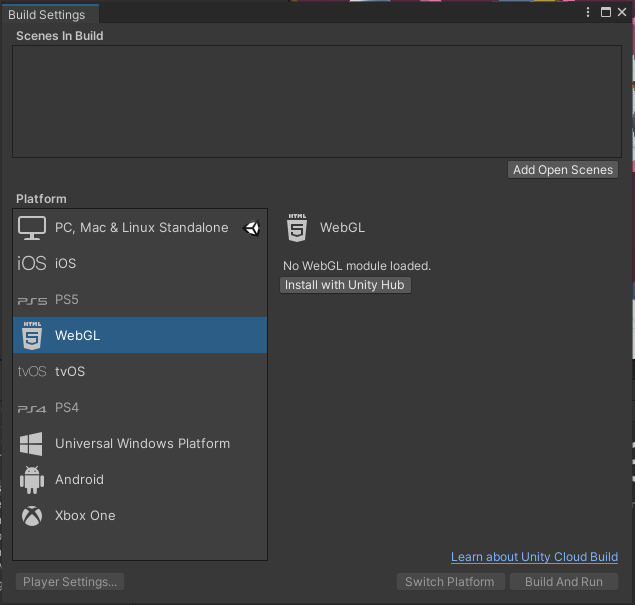 Build Settings
Scenes In Build
Add Open Scenes
Platform
PC, Mac & Linux Standalone
iOS iOS
PS5 PS5
HTML 5 WebGL
tvOS tvOS
PS4 PS4
Universal Windows Platform
Android
Xbox One
HTML 5 WebGL
No WebGL module loaded.
Install with Unity Hub
Learn about Unity Cloud Build
Player Settings...
Switch Platform
Build And Run